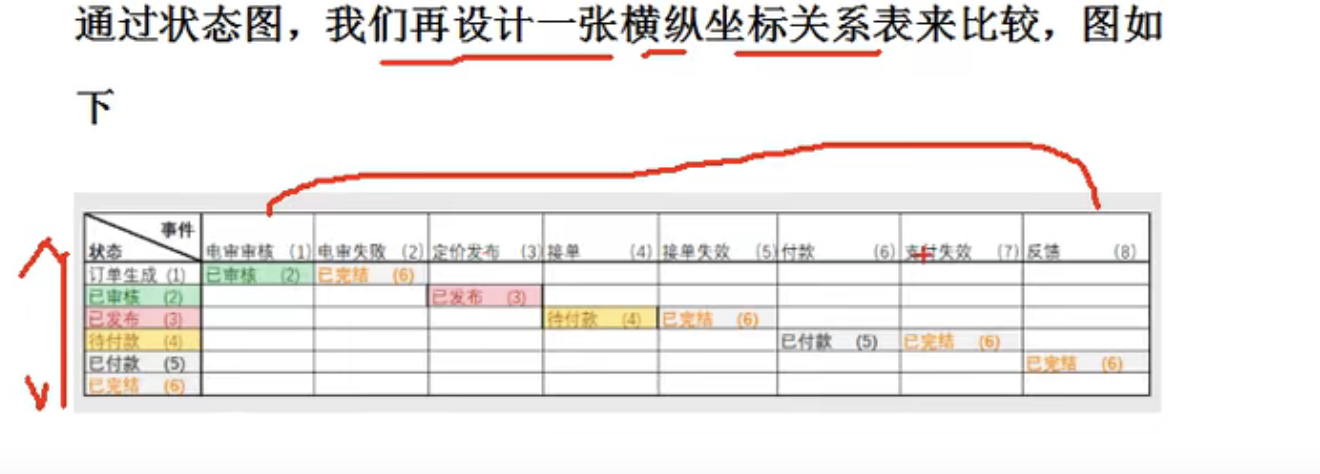 通过状态图，我们再设计一张横纵坐标关系表来比较，图如
下
事件
状态 电审审核 (1) 电审失败 (2) 定价发布 (3) 接单 (4) 接单失效 (5) 付款 (6) 支付失效 (7) 反馈 (8)
订单生成 (1) 已审核 (2) 已完结 (6)
已审核 (2) 已发布 (3)
已发布 (3) 待付款 (4) 已完结 (6)
待付款 (4) 已付款 (5) 已完结 (6)
已付款 (5) 已完结 (6)
已完结 (6)